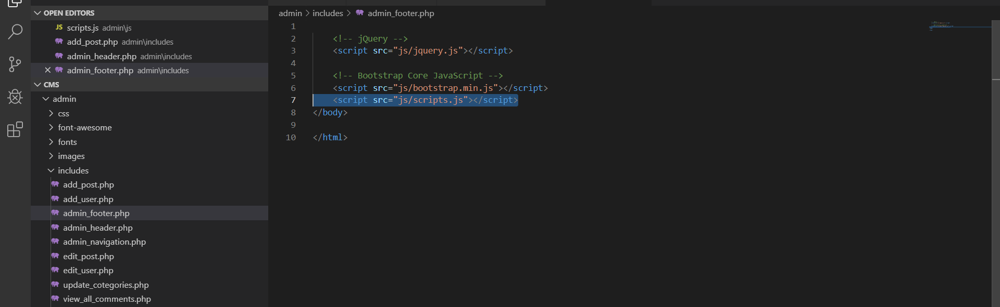 OPEN EDITORS
JS scripts.js admin\js
add_post.php admin\includes
admin_header.php admin\includes
admin_footer.php admin\includes
CMS
admin
css
font-awesome
fonts
images
includes
add_post.php
add_user.php
admin_footer.php
admin_header.php
admin_navigation.php
edit_post.php
edit_user.php
update_cotegories.php
view_all_comments.php
admin > includes > admin_footer.php
1
2 <!-- jQuery -->
3 <script src="js/jquery.js"></script>
4
5 <!-- Bootstrap Core JavaScript -->
6 <script src="js/bootstrap.min.js"></script>
7 <script src="js/scripts.js"></script>
8 </body>
9
10 </html>